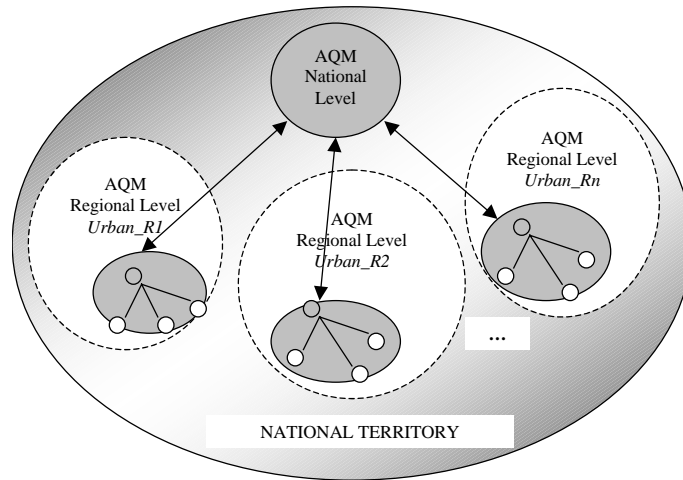 AQM
National
Level
AQM
Regional Level
Urban_R1
AQM
Regional Level
Urban_R2
AQM
Regional Level
Urban_Rn
...
NATIONAL TERRITORY